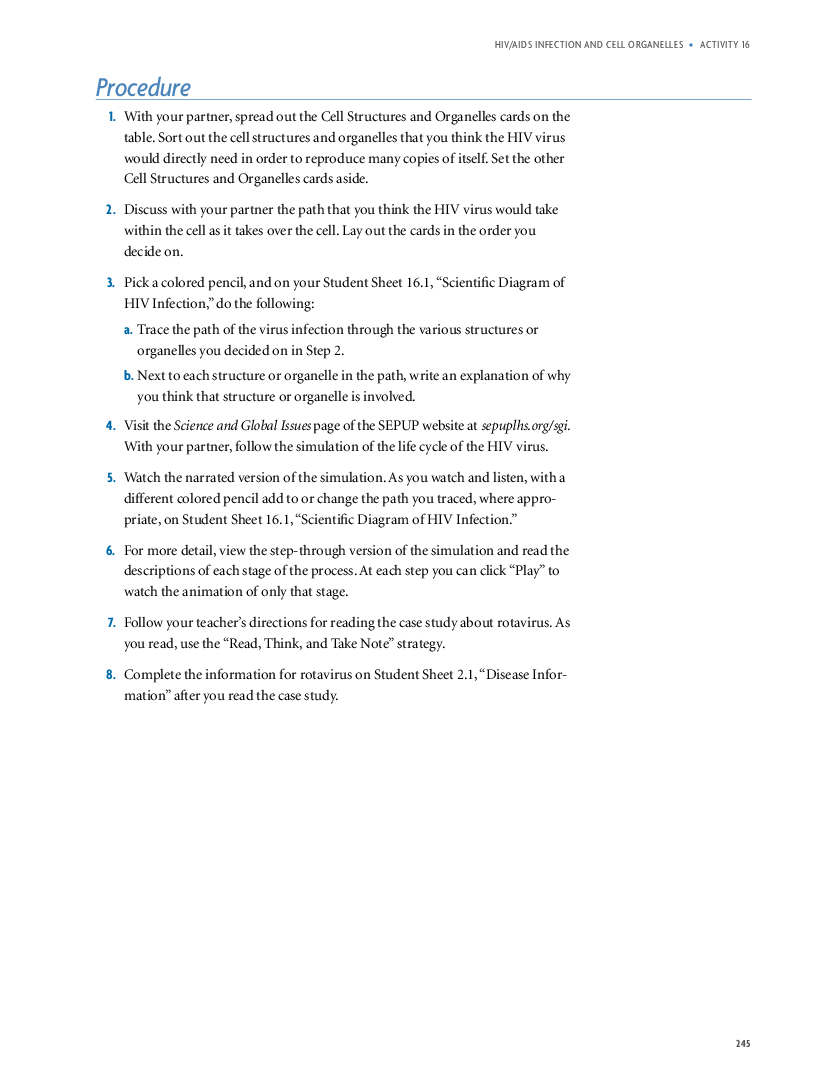 HIV/AIDS INFECTION AND CELL ORGANELLES • ACTIVITY 16
Procedure
1. With your partner, spread out the Cell Structures and Organelles cards on the
table. Sort out the cell structures and organelles that you think the HIV virus
would directly need in order to reproduce many copies of itself. Set the other
Cell Structures and Organelles cards aside.
2. Discuss with your partner the path that you think the HIV virus would take
within the cell as it takes over the cell. Lay out the cards in the order you
decide on.
3. Pick a colored pencil, and on your Student Sheet 16.1, “Scientific Diagram of
HIV Infection,” do the following:
a. Trace the path of the virus infection through the various structures or
organelles you decided on in Step 2.
b. Next to each structure or organelle in the path, write an explanation of why
you think that structure or organelle is involved.
4. Visit the Science and Global Issues page of the SEPUP website at sepuplhs.org/sgi.
With your partner, follow the simulation of the life cycle of the HIV virus.
5. Watch the narrated version of the simulation. As you watch and listen, with a
different colored pencil add to or change the path you traced, where appro-
priate, on Student Sheet 16.1, “Scientific Diagram of HIV Infection.”
6. For more detail, view the step-through version of the simulation and read the
descriptions of each stage of the process. At each step you can click “Play” to
watch the animation of only that stage.
7. Follow your teacher’s directions for reading the case study about rotavirus. As
you read, use the “Read, Think, and Take Note” strategy.
8. Complete the information for rotavirus on Student Sheet 2.1, “Disease Infor-
mation” after you read the case study.
245